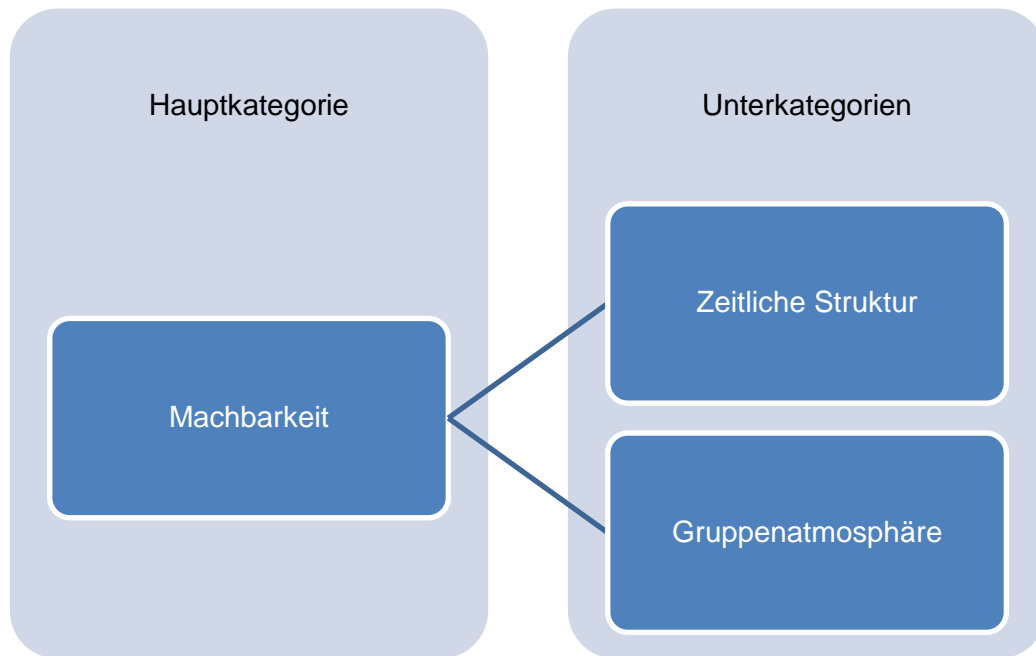 Hauptkategorie
Machbarkeit
Unterkategorien
Zeitliche Struktur
Gruppenatmosphäre